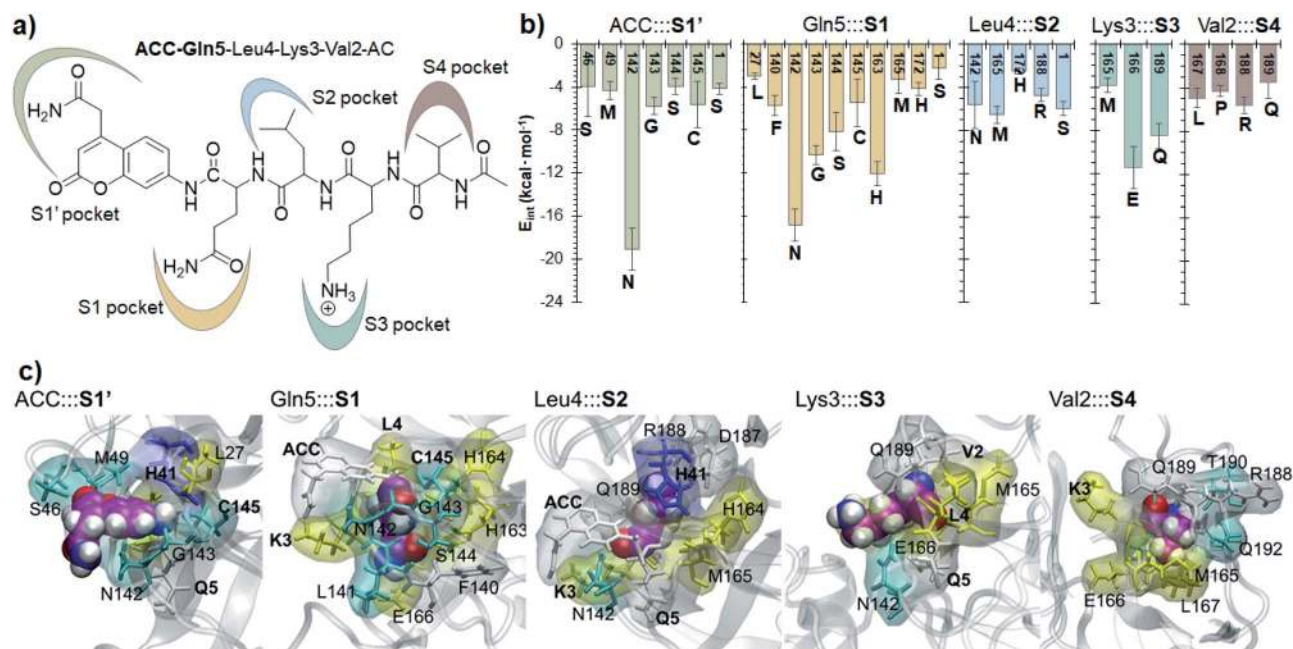 a)
ACC-Gln5-Leu4-Lys3-Val2-AC
S4 pocket
S2 pocket
H₂N
O
O
O
S1' pocket
NH
O
H
N
O
H
N
O
H
N
O
H
N
O
H₂N
O
S1 pocket
NH₃
⊕
S3 pocket
b)
ACC:::S1'
Gln5:::S1
Leu4:::S2
Lys3:::S3
Val2:::S4
E_int (kcal·mol⁻¹)
0
-4
-8
-12
-16
-20
-24
46 49 142 143 144 145 1
S M N G S C S
27 140 142 143 144 145 163 165 172 1
L F N G S C H M H S
142 165 172 188 1
N M H R S
165 166 189
M E Q
167 168 188 189
L P R Q
c)
ACC:::S1'
Gln5:::S1
Leu4:::S2
Lys3:::S3
Val2:::S4
M49
S46
H41
L27
C145
G143
N142
Q5
ACC
L4
C145
H164
G143
N142
H163
K3
S144
L141
F140
E166
R188
D187
H41
ACC
Q189
H164
M165
K3
N142
Q5
Q189
V2
M165
L4
E166
Q5
N142
Q189
T190
R188
K3
Q192
M165
E166
L167